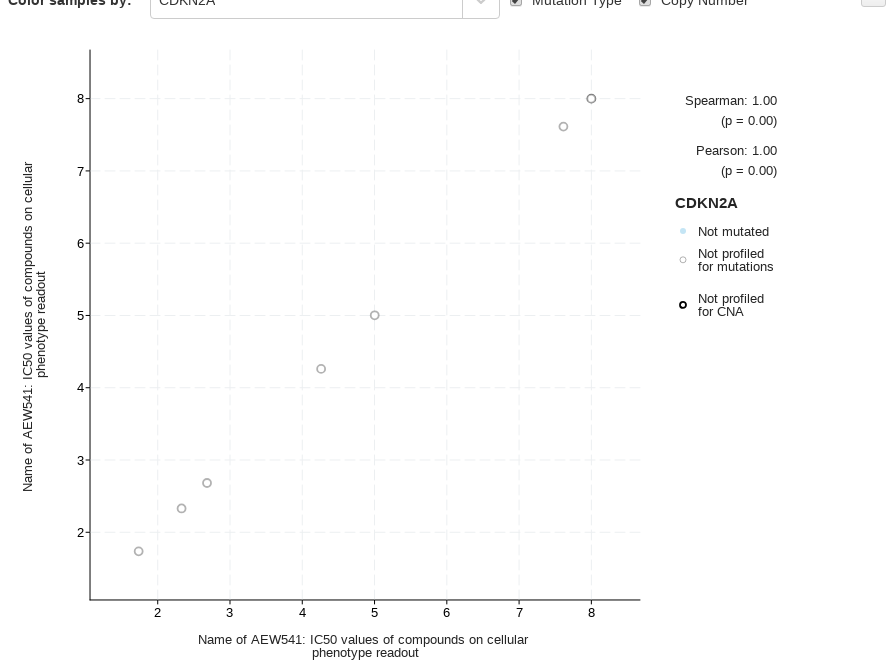 Color samples by:
CDKN2A
Mutation Type
Copy Number
8
7
6
5
4
3
2
Name of AEW541: IC50 values of compounds on cellular
phenotype readout
2
3
4
5
6
7
8
Name of AEW541: IC50 values of compounds on cellular
phenotype readout
Spearman: 1.00
(p = 0.00)
Pearson: 1.00
(p = 0.00)
CDKN2A
Not mutated
Not profiled
for mutations
Not profiled
for CNA